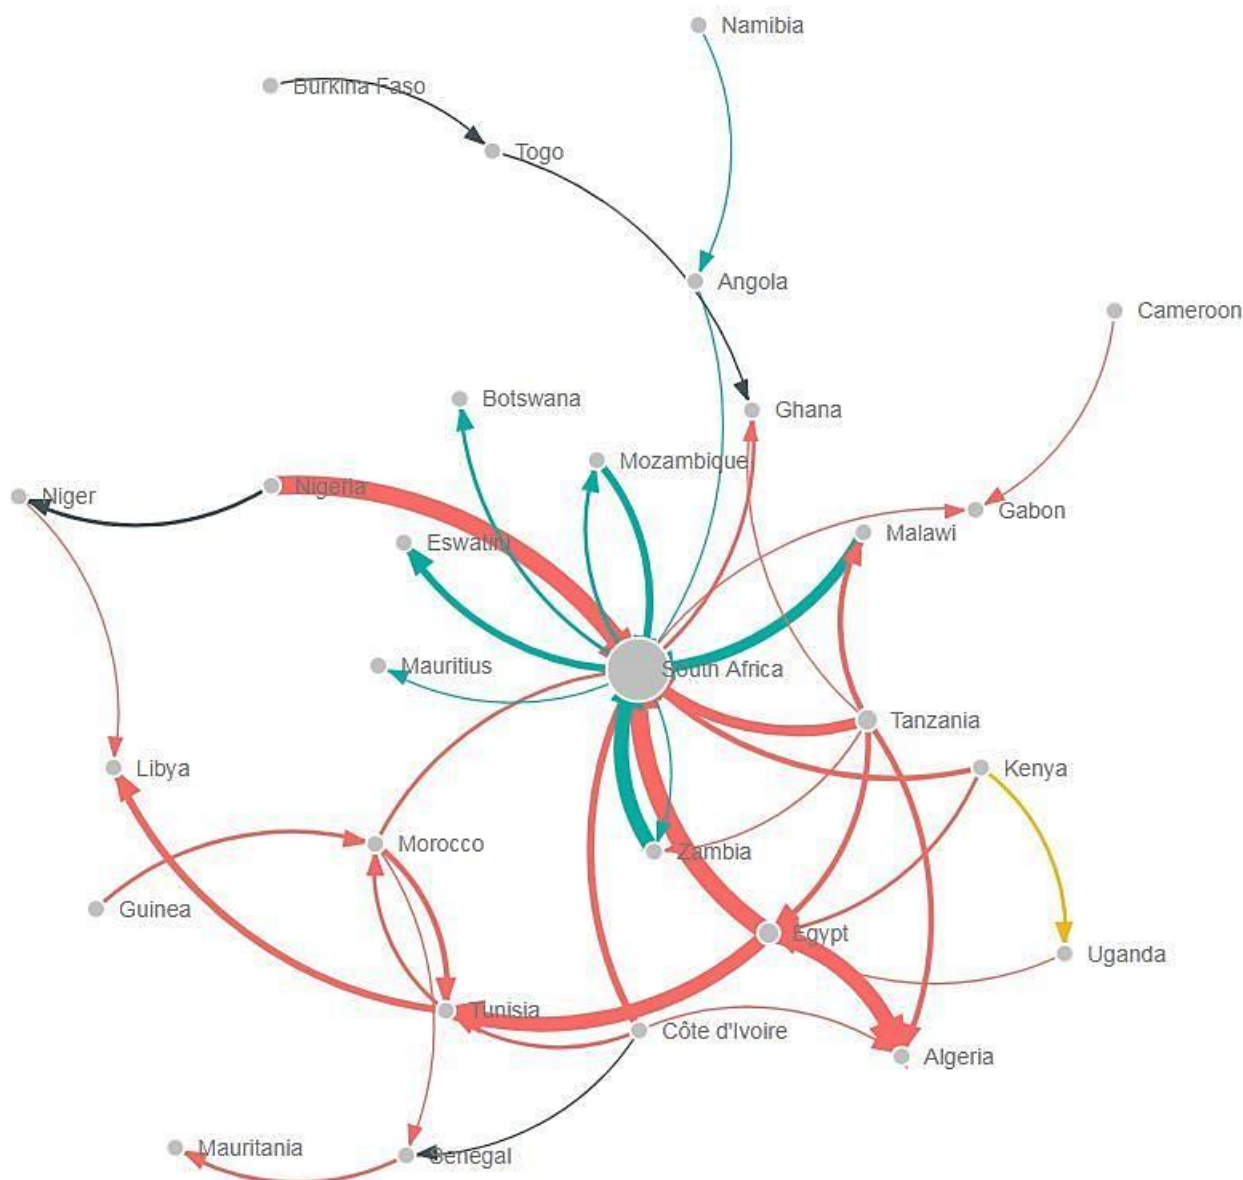 Namibia
Burkina Faso
Togo
Angola
Cameroon
Botswana
Ghana
Mozambique
Nigeria
Niger
Gabon
Malawi
Eswatini
Mauritius
South Africa
Tanzania
Libya
Kenya
Morocco
Zambia
Guinea
Egypt
Uganda
Tunisia
Côte d'Ivoire
Algeria
Mauritania
Senegal